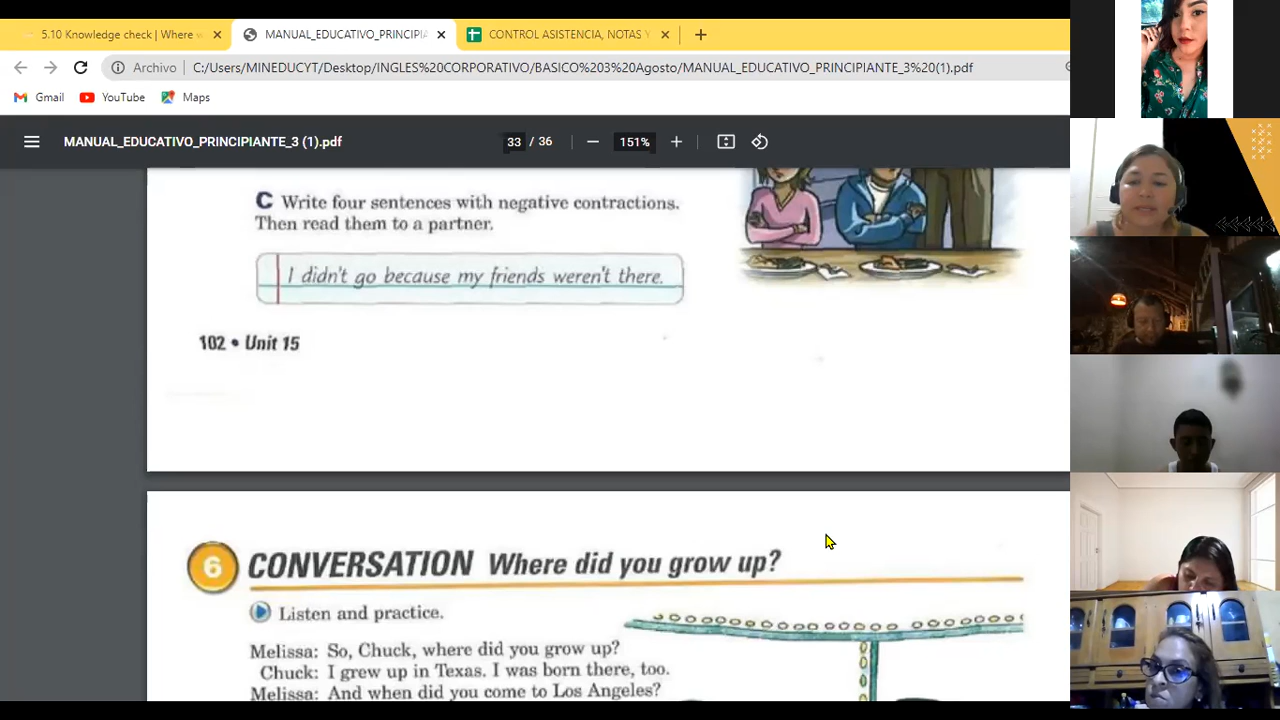 5.10 Knowledge check | Where w
MANUAL_EDUCATIVO_PRINCIPIA
CONTROL ASISTENCIA, NOTAS Y
Archivo
C:/Users/MINEDUCYT/Desktop/INGLES%20CORPORATIVO/BASICO%203%20Agosto/MANUAL_EDUCATIVO_PRINCIPIANTE_3%20(1).pdf
Gmail
YouTube
Maps
MANUAL_EDUCATIVO_PRINCIPIANTE_3 (1).pdf
33 / 36
151%
C Write four sentences with negative contractions.
Then read them to a partner.
I didn't go because my friends weren't there.
102 • Unit 15
6 CONVERSATION Where did you grow up?
Listen and practice.
Melissa: So, Chuck, where did you grow up?
Chuck: I grew up in Texas. I was born there, too.
Melissa: And when did you come to Los Angeles?